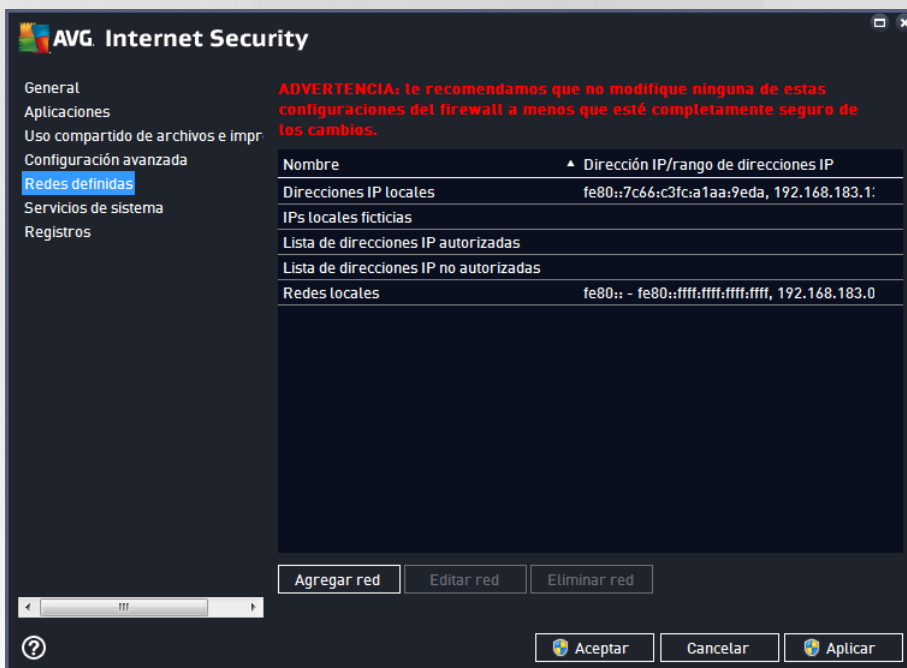 AVG. Internet Security
General
Aplicaciones
Uso compartido de archivos e impr
Configuración avanzada
Redes definidas
Servicios de sistema
Registros
ADVERTENCIA: le recomendamos que no modifique ninguna de estas
configuraciones del firewall a menos que esté completamente seguro de
los cambios.
Nombre Dirección IP/rango de direcciones IP
Direcciones IP locales fe80::7c66:c3fc:a1aa:9eda, 192.168.183.1
IPs locales ficticias
Lista de direcciones IP autorizadas
Lista de direcciones IP no autorizadas
Redes locales fe80:: - fe80::ffff:ffff:ffff:ffff, 192.168.183.0
Agregar red Editar red Eliminar red
Aceptar Cancelar Aplicar